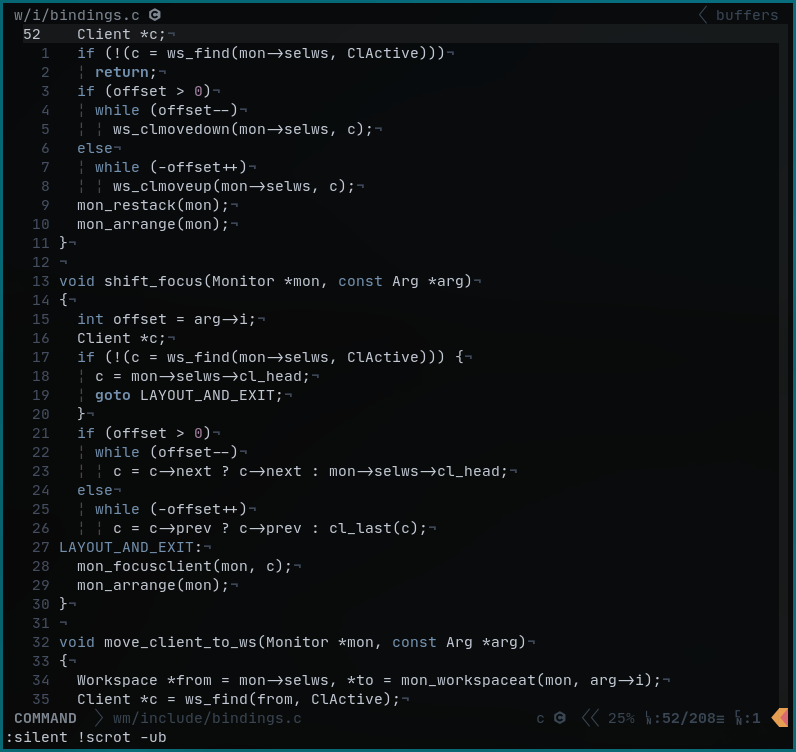 w/i/bindings.c buffers
52 Client *c;¬
1 if (!(c = ws_find(mon->selws, ClActive)))¬
2 ¦ return;¬
3 if (offset > 0)¬
4 ¦ while (offset--)¬
5 ¦ ¦ ws_clmovedown(mon->selws, c);¬
6 else¬
7 ¦ while (-offset++)¬
8 ¦ ¦ ws_clmoveup(mon->selws, c);¬
9 mon_restack(mon);¬
10 mon_arrange(mon);¬
11 }¬
12 ¬
13 void shift_focus(Monitor *mon, const Arg *arg)¬
14 {¬
15 int offset = arg->i;¬
16 Client *c;¬
17 if (!(c = ws_find(mon->selws, ClActive))) {¬
18 ¦ c = mon->selws->cl_head;¬
19 ¦ goto LAYOUT_AND_EXIT;¬
20 }¬
21 if (offset > 0)¬
22 ¦ while (offset--)¬
23 ¦ ¦ c = c->next ? c->next : mon->selws->cl_head;¬
24 else¬
25 ¦ while (-offset++)¬
26 ¦ ¦ c = c->prev ? c->prev : cl_last(c);¬
27 LAYOUT_AND_EXIT:¬
28 mon_focusclient(mon, c);¬
29 mon_arrange(mon);¬
30 }¬
31 ¬
32 void move_client_to_ws(Monitor *mon, const Arg *arg)¬
33 {¬
34 Workspace *from = mon->selws, *to = mon_workspaceat(mon, arg->i);¬
35 Client *c = ws_find(from, ClActive);¬
COMMAND wm/include/bindings.c c 25% LN:52/208≡ CN:1
:silent !scrot -ub